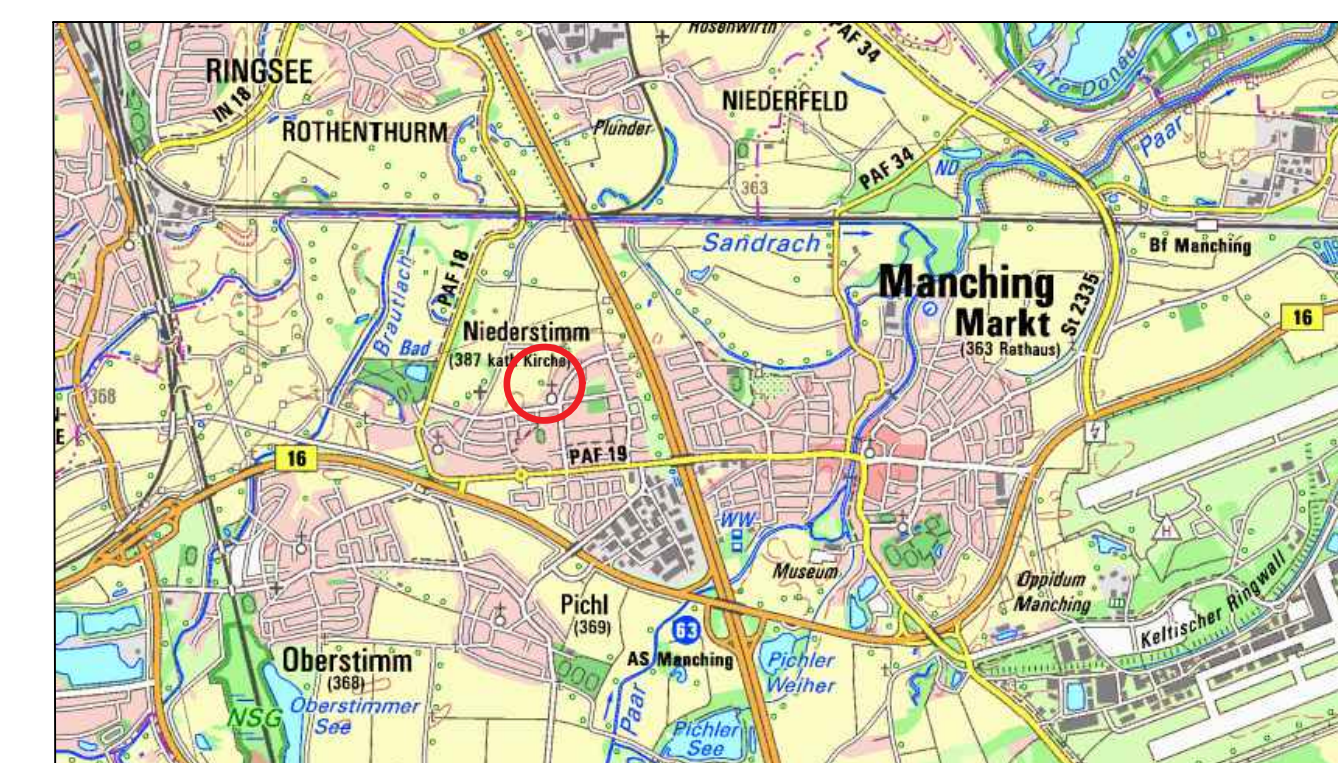 Rosenwirth
PAF 34
RINGSEE
IN 18
Alte Donau
NIEDERFELD
ROTHENTHURM
Plunder
Paar
PAF 34
ND
363
Sandrach
Bf Manching
PAF 18
Brautlach
Manching
Markt
(363 Rathaus)
St 2335
16
Niederstimm
(387 kath Kirche)
Bad
368
E
16
PAF 19
WW
Museum
Oppidum
Manching
Keltischer Ringwall
H
Pichl
(369)
63
AS Manching
Pichler
Weiher
Oberstimm
(368)
Oberstimmer
See
NSG
Paar
Pichler
See